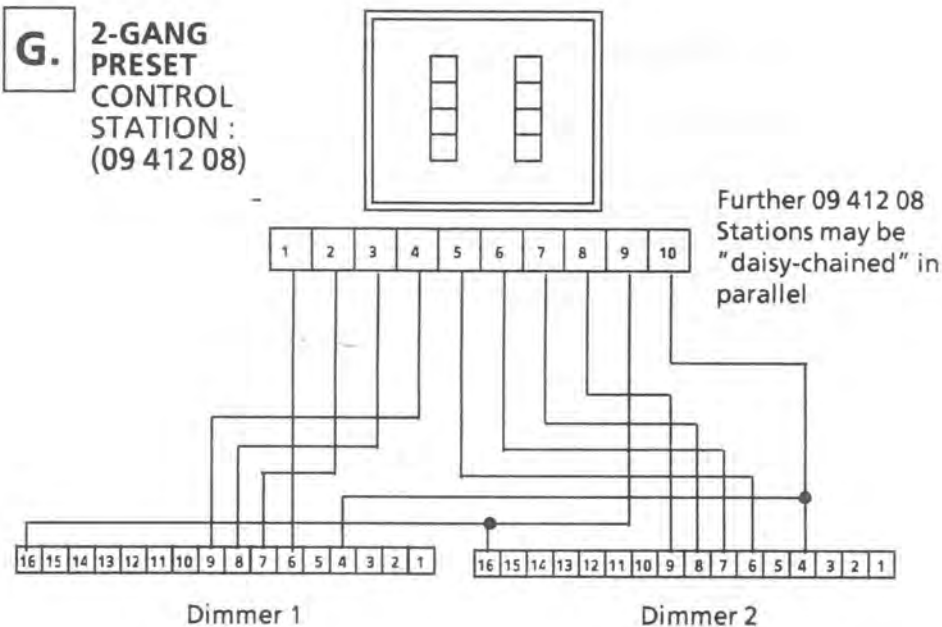 G.
2-GANG
PRESET
CONTROL
STATION :
(09 412 08)
Further 09 412 08
Stations may be
"daisy-chained" in
parallel
1 2 3 4 5 6 7 8 9 10
16 15 14 13 12 11 10 9 8 7 6 5 4 3 2 1
16 15 14 13 12 11 10 9 8 7 6 5 4 3 2 1
Dimmer 1
Dimmer 2